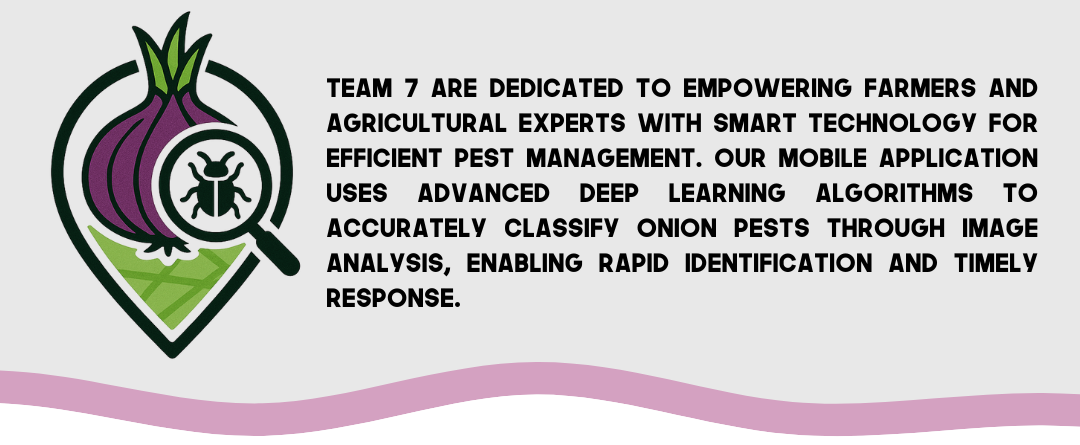 TEAM 7 ARE DEDICATED TO EMPOWERING FARMERS AND
AGRICULTURAL EXPERTS WITH SMART TECHNOLOGY FOR
EFFICIENT PEST MANAGEMENT. OUR MOBILE APPLICATION
USES ADVANCED DEEP LEARNING ALGORITHMS TO
ACCURATELY CLASSIFY ONION PESTS THROUGH IMAGE
ANALYSIS, ENABLING RAPID IDENTIFICATION AND TIMELY
RESPONSE.